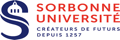 SORBONNE
UNIVERSITÉ
CRÉATEURS DE FUTURS
DEPUIS 1257